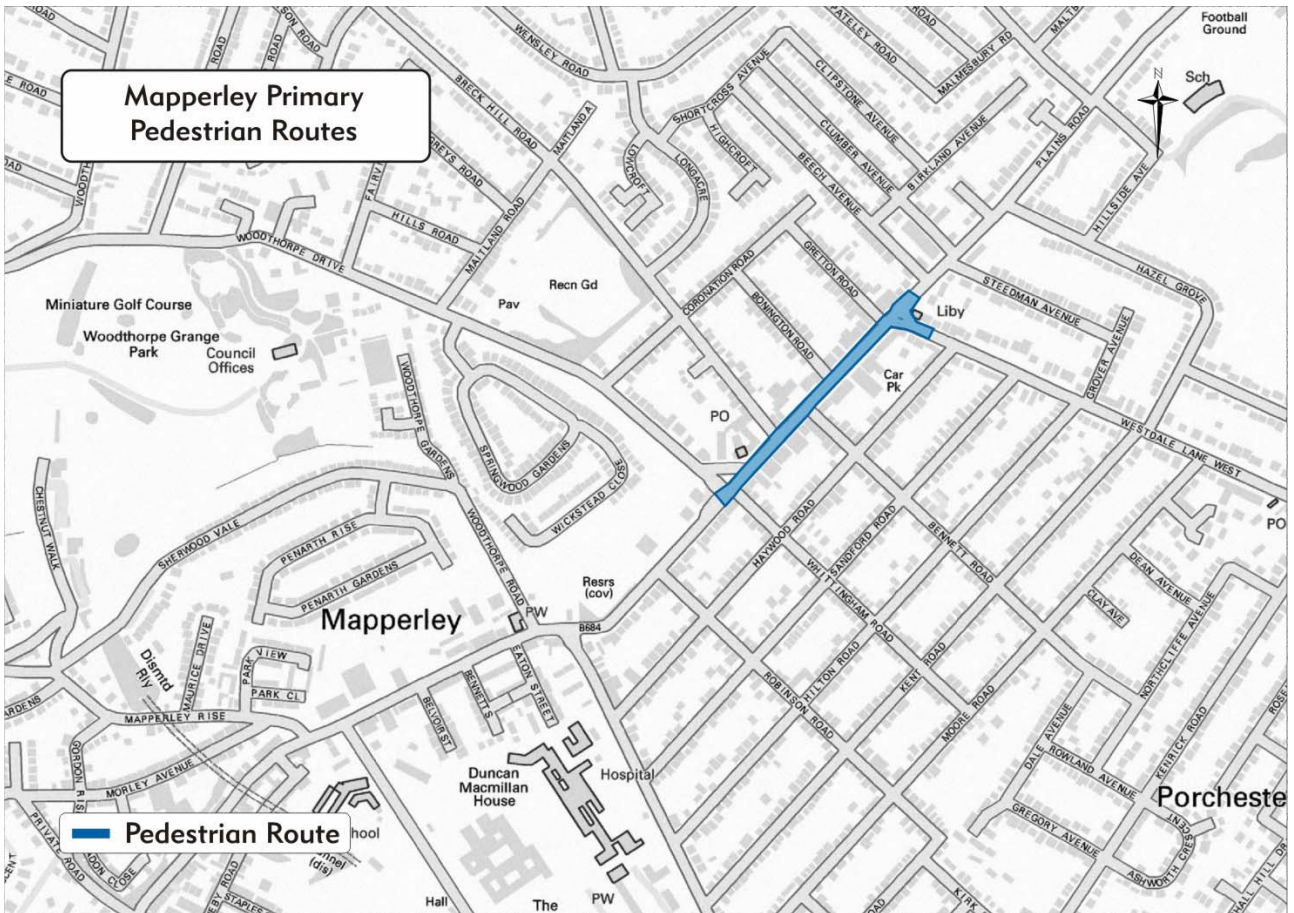 Mapperley Primary
Pedestrian Routes
Football
Ground
Sch
N
WENSLEY ROAD
PATELEY ROAD
MALMESBURY RD
BRECK HILL ROAD
SHORTCROSS AVENUE
CLIPSTONE AVENUE
CLUMBER AVENUE
BEECH AVENUE
BIRKLAND AVENUE
PLAINS ROAD
HILLSIDE AVE
HAZEL GROVE
HIGHCROFT
LONGACRE
LOWCROFT
MAITLAND ROAD
HILLS ROAD
WOODTHORPE DRIVE
Recn Gd
Pav
CORONATION ROAD
GRETTON ROAD
BONINGTON ROAD
STEEDMAN AVENUE
GROVER AVENUE
Liby
Car
Pk
PO
Miniature Golf Course
Woodthorpe Grange
Park
Council
Offices
WOODTHORPE GARDENS
SPRINGWOOD GARDENS
WICKSTEAD CLOSE
WESTDALE LANE WEST
PO
CHESTNUT WALK
SHERWOOD VALE
PENARTH RISE
PENARTH GARDENS
WOODTHORPE ROAD
HAYWOOD ROAD
SANDFORD ROAD
BENNETT ROAD
WHITTINGHAM ROAD
DEAN AVENUE
CLAY AVE
NORTHCLIFFE AVENUE
Resrs
(cov)
Mapperley
PW
B684
Dismtd
Rly
MAURICE DRIVE
PARK VIEW
PARK CL
MAPPERLEY RISE
EATON STREET
BENNETTS
BELVOIR ST
ROBINSON ROAD
HILTON ROAD
KENT ROAD
MOORE ROAD
DALE AVENUE
ROWLAND AVENUE
KENRICK ROAD
GREGORY AVENUE
ASHWORTH CRESCENT
Porcheste
GORDON RIS
MORLEY AVENUE
PRIVATE ROAD
Duncan
Macmillan
House
Hospital
Pedestrian Route
hool
(dis)
Hall
The
PW